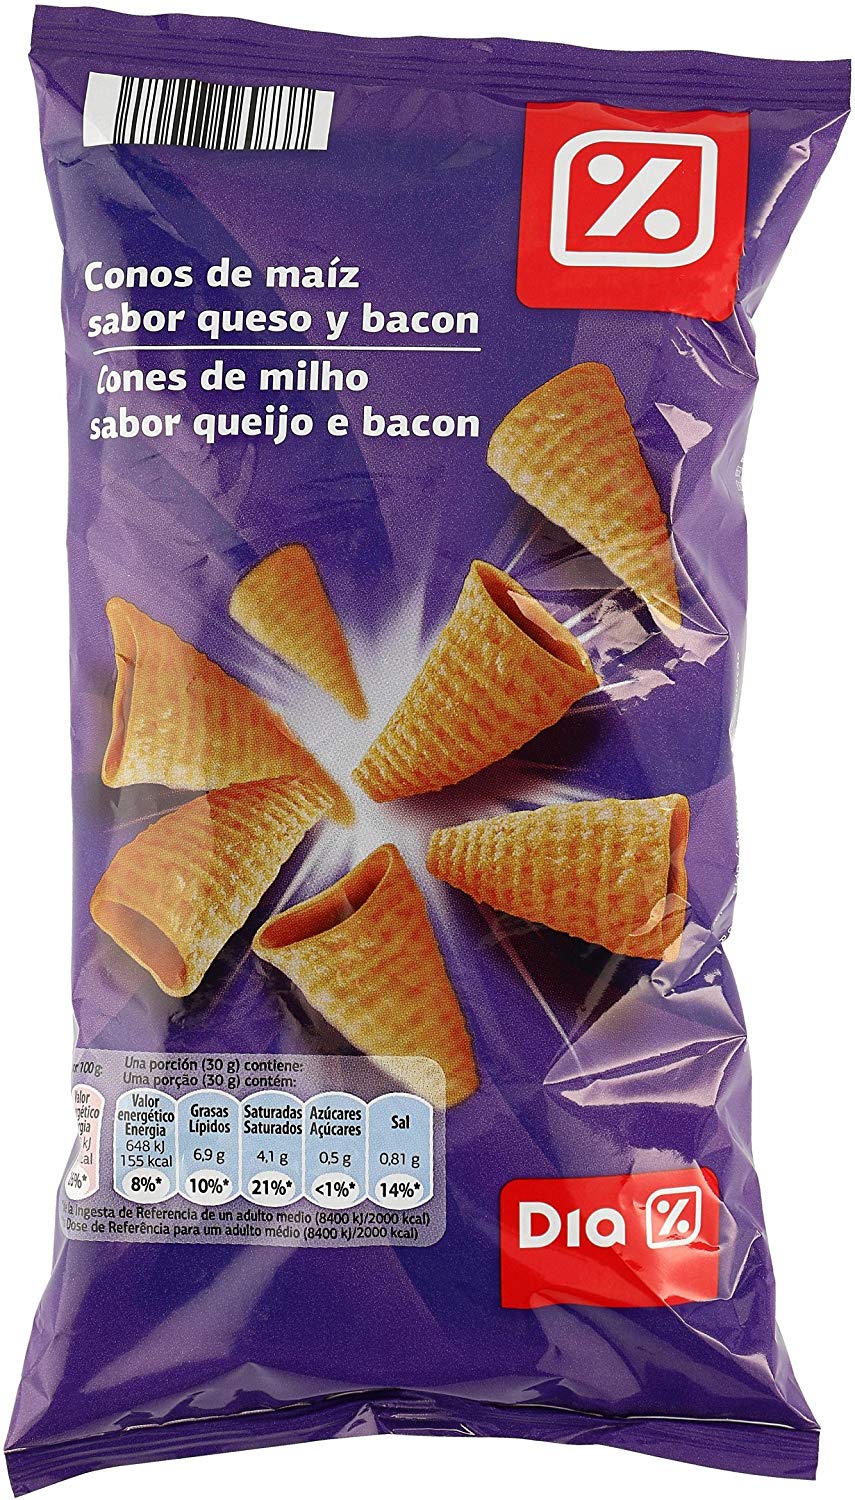 %
Conos de maíz
sabor queso y bacon
Cones de milho
sabor queijo e bacon
100g:
Una porción (30 g) contiene:
Uma porção (30 g) contém:
Valor
energético
Energia
648 kJ
155 kcal
8%*
Grasas
Lípidos
6,9 g
10%*
Saturadas
Saturados
4,1 g
21%*
Azúcares
Açúcares
0,5 g
<1%*
Sal
0,81 g
14%*
la Ingesta de Referencia de un adulto medio (8400 kJ/2000 kcal)
Dose de Referência para um adulto médio (8400 kJ/2000 kcal)
Dia %